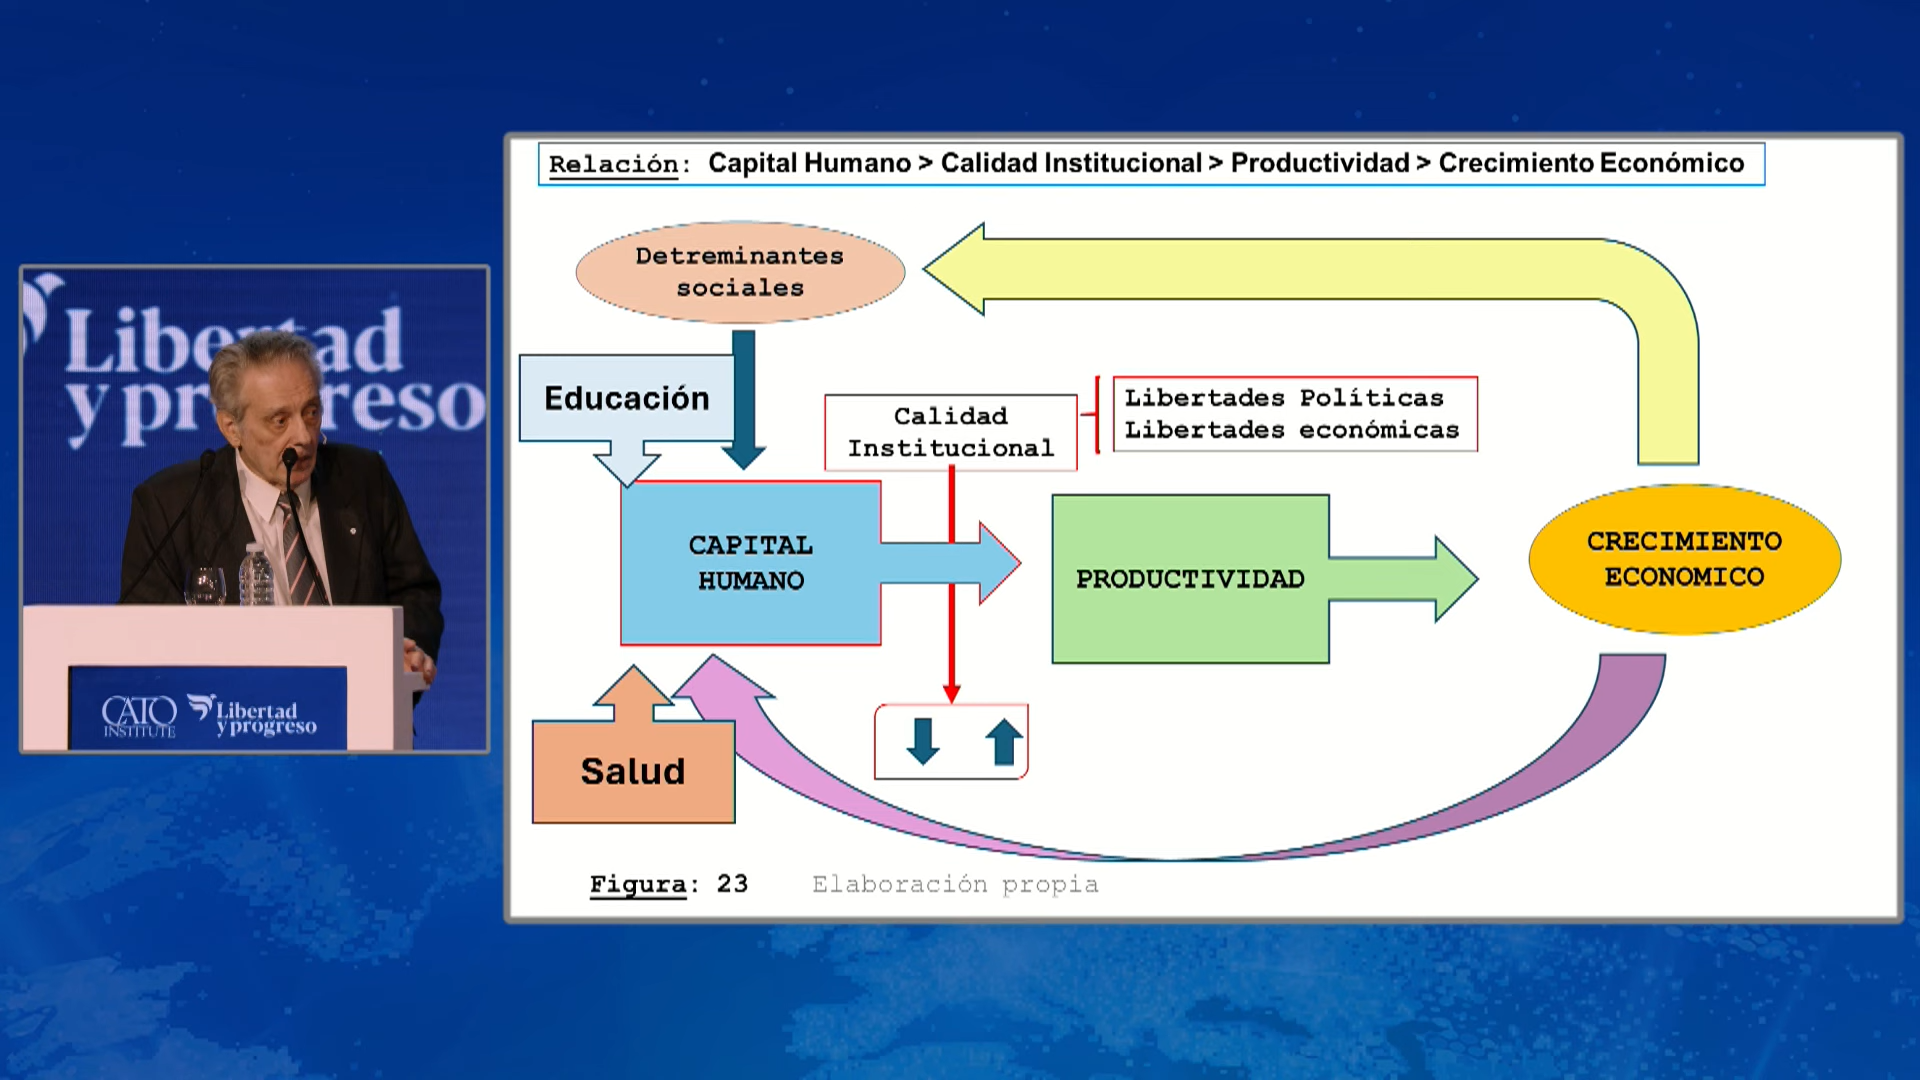 Relación: Capital Humano > Calidad Institucional > Productividad > Crecimiento Económico
Detreminantes
sociales
Educación
Calidad
Institucional
Libertades Políticas
Libertades económicas
CAPITAL
HUMANO
PRODUCTIVIDAD
CRECIMIENTO
ECONOMICO
Salud
Figura: 23 Elaboración propia
Libertad
y progreso
CATO
INSTITUTE
Libertad
y progreso